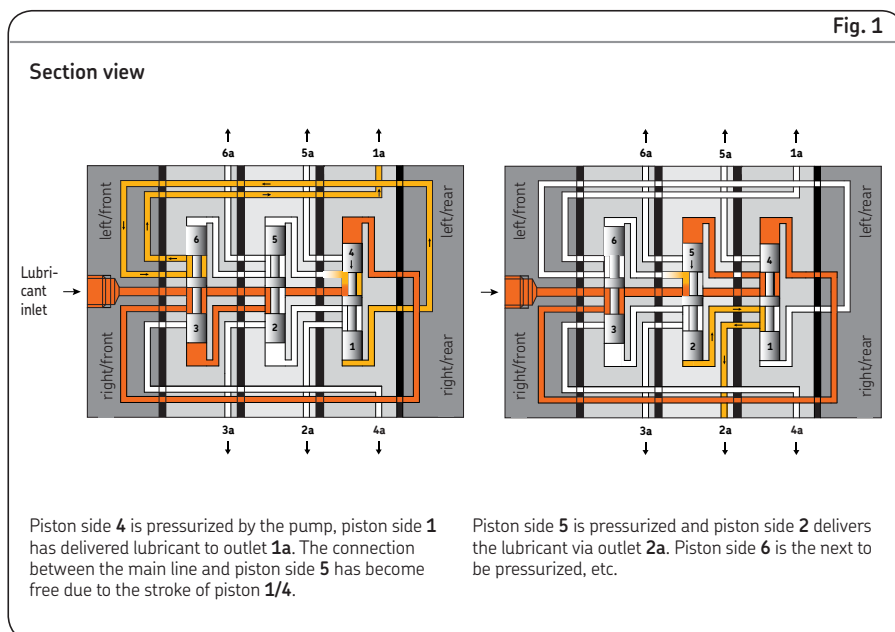 Fig. 1
Section view
6a 5a 1a
6a 5a 1a
left/front
left/rear
left/front
left/rear
6 5 4
6 5 4
Lubri-
cant
inlet
3 2 1
3 2 1
right/front
right/rear
right/front
right/rear
3a 2a 4a
3a 2a 4a
Piston side 4 is pressurized by the pump, piston side 1
has delivered lubricant to outlet 1a. The connection
between the main line and piston side 5 has become
free due to the stroke of piston 1/4.
Piston side 5 is pressurized and piston side 2 delivers
the lubricant via outlet 2a. Piston side 6 is the next to
be pressurized, etc.